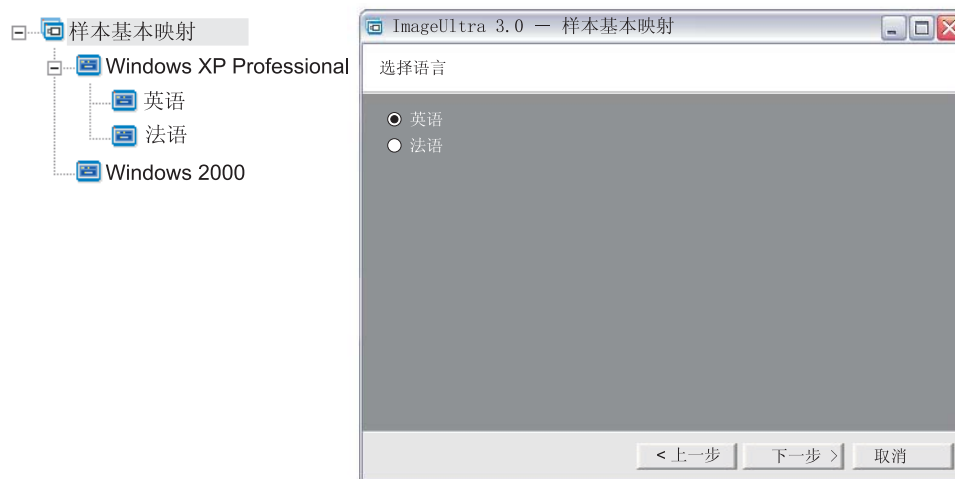 样本基本映射
Windows XP Professional
英语
法语
Windows 2000
ImageUltra 3.0 — 样本基本映射
选择语言
英语
法语
< 上一步
下一步 >
取消